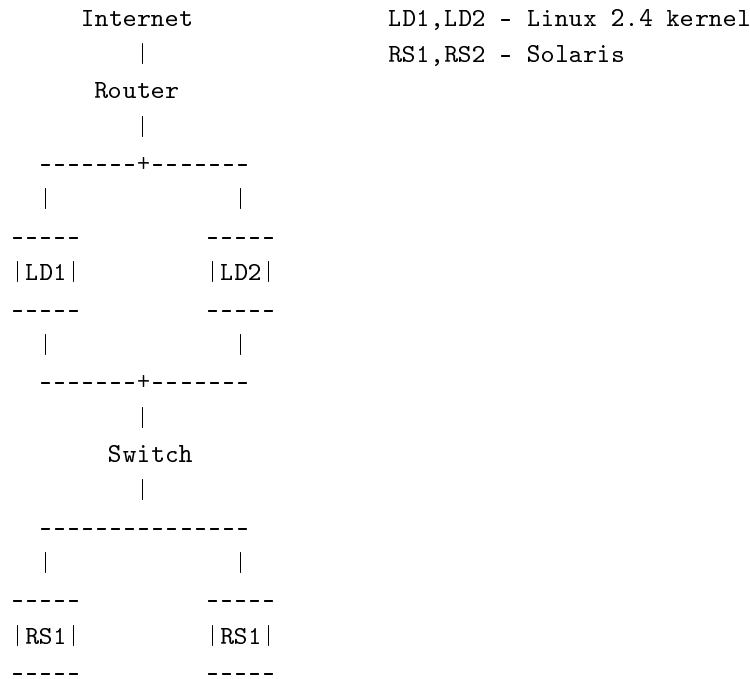 Internet LD1,LD2 - Linux 2.4 kernel
| RS1,RS2 - Solaris
Router
|
-------+-------
| |
----- -----
|LD1| |LD2|
----- -----
| |
-------+-------
|
Switch
|
---------------
| |
----- -----
|RS1| |RS1|
----- -----